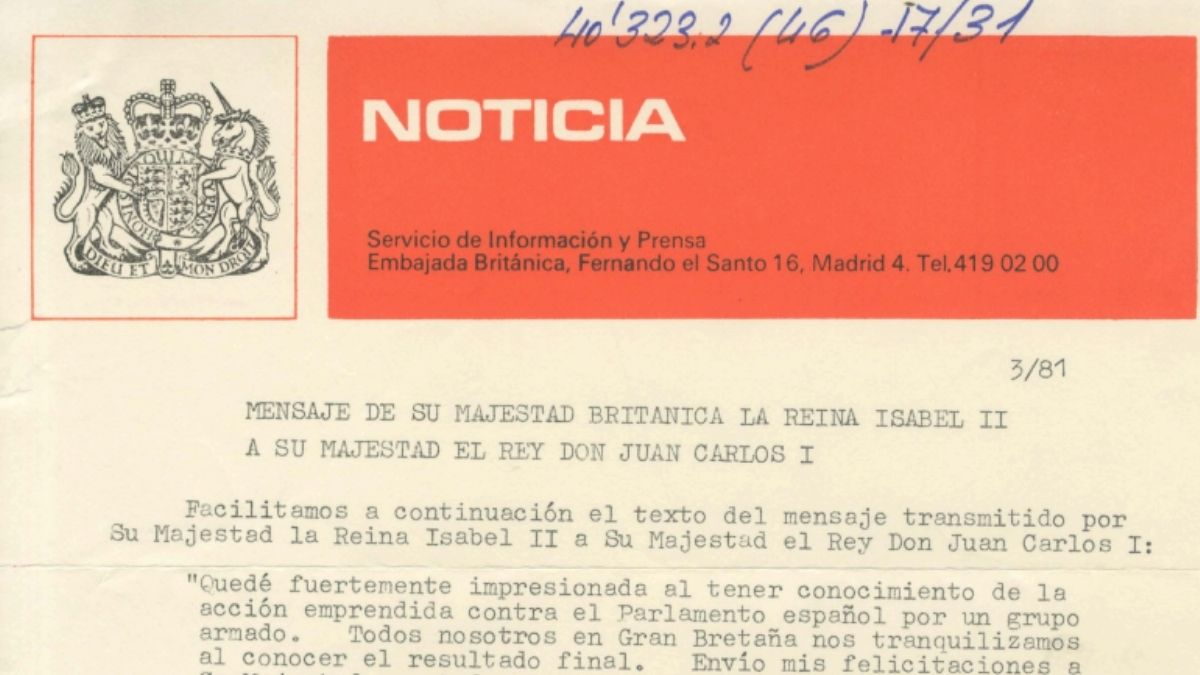 40'323.2 (46) -17/31
NOTICIA
Servicio de Información y Prensa
Embajada Británica, Fernando el Santo 16, Madrid 4. Tel.419 02 00
DIEU ET MON DROIT
3/81
MENSAJE DE SU MAJESTAD BRITANICA LA REINA ISABEL II
A SU MAJESTAD EL REY DON JUAN CARLOS I
Facilitamos a continuación el texto del mensaje transmitido por
Su Majestad la Reina Isabel II a Su Majestad el Rey Don Juan Carlos I:
"Quedé fuertemente impresionada al tener conocimiento de la
acción emprendida contra el Parlamento español por un grupo
armado. Todos nosotros en Gran Bretaña nos tranquilizamos
al conocer el resultado final. Envío mis felicitaciones a